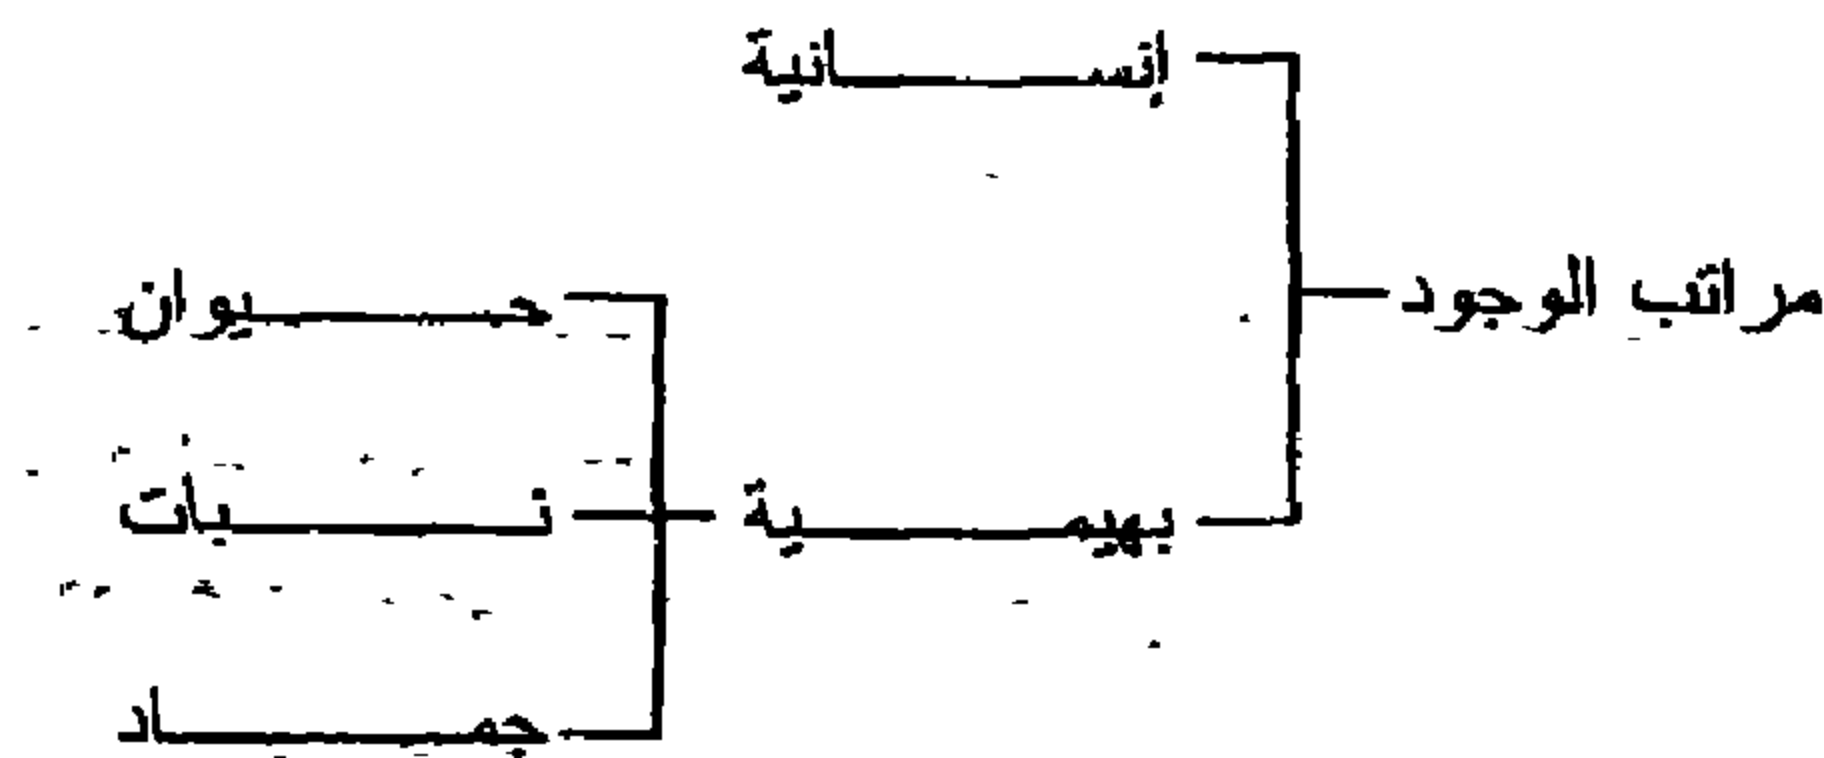 إنسانية
مراتب الوجود
حيوان
بهيمية
نبات
جماد